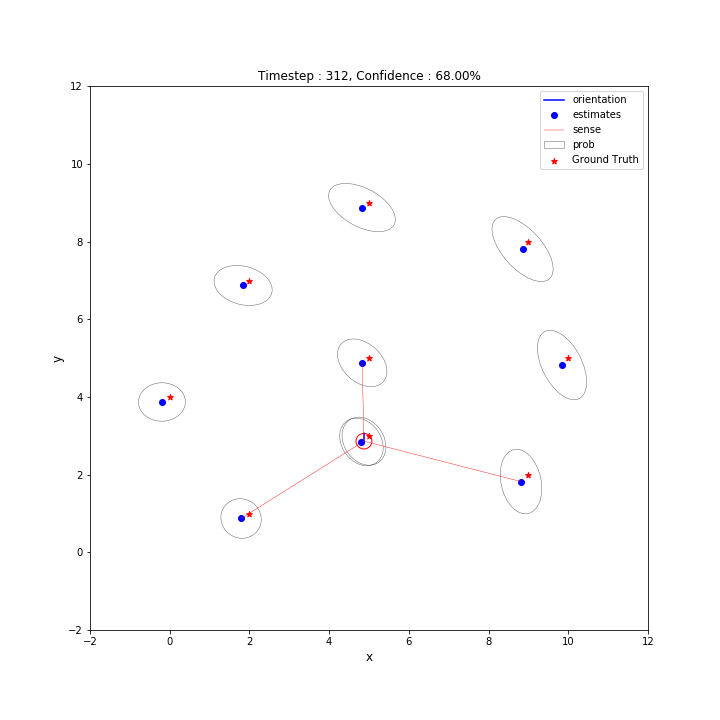 Timestep : 312, Confidence : 68.00%
orientation
estimates
sense
prob
Ground Truth
12
10
8
6
4
2
0
−2
y
−2 0 2 4 6 8 10 12
x